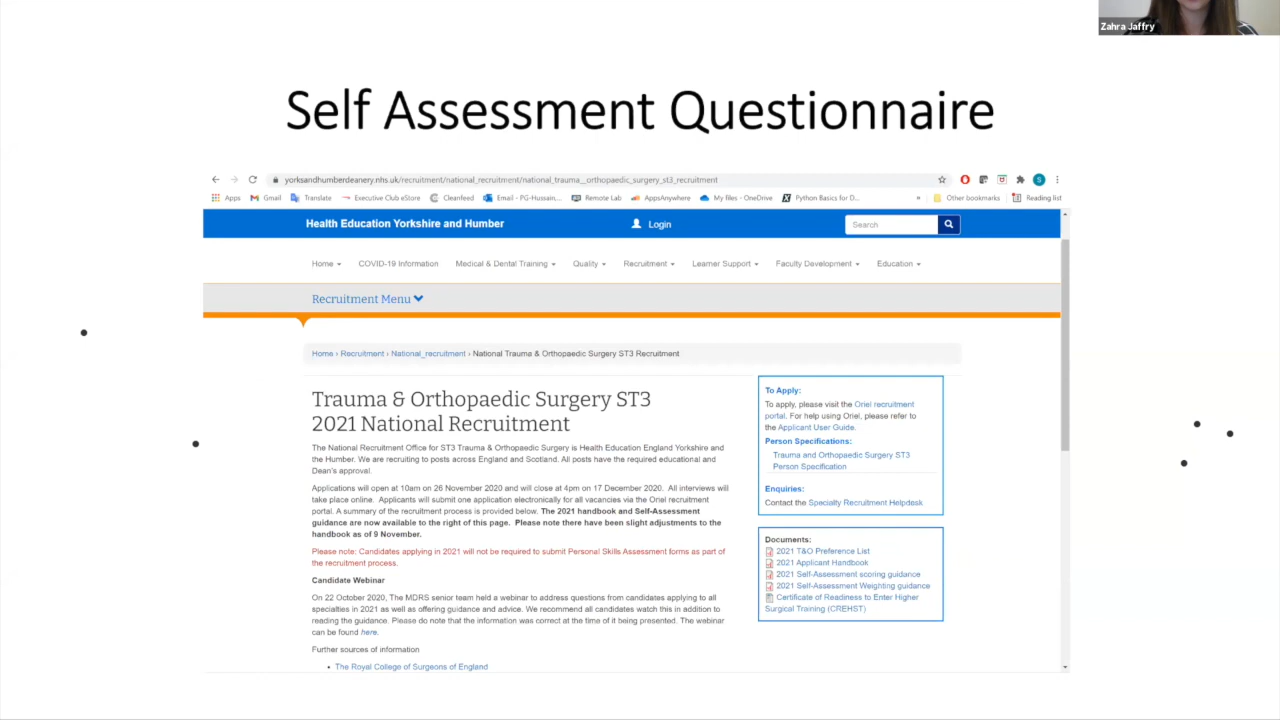 Zahra Jaffry
Self Assessment Questionnaire
yorksandhumberdeanery.nhs.uk/recruitment/national_recruitment/national_trauma__orthopaedic_surgery_st3_recruitment
Apps Gmail Translate Executive Club eStore Cleanfeed Email - PG-Hussain,... Remote Lab AppsAnywhere My files - OneDrive Python Basics for D... » Other bookmarks Reading list
Health Education Yorkshire and Humber Login Search
Home COVID-19 Information Medical & Dental Training Quality Recruitment Learner Support Faculty Development Education
Recruitment Menu
Home › Recruitment › National_recruitment › National Trauma & Orthopaedic Surgery ST3 Recruitment
Trauma & Orthopaedic Surgery ST3
2021 National Recruitment
The National Recruitment Office for ST3 Trauma & Orthopaedic Surgery is Health Education England Yorkshire and
the Humber. We are recruiting to posts across England and Scotland. All posts have the required educational and
Dean's approval.
Applications will open at 10am on 26 November 2020 and will close at 4pm on 17 December 2020. All interviews will
take place online. Applicants will submit one application electronically for all vacancies via the Oriel recruitment
portal. A summary of the recruitment process is provided below. The 2021 handbook and Self-Assessment
guidance are now available to the right of this page. Please note there have been slight adjustments to the
handbook as of 9 November.
Please note: Candidates applying in 2021 will not be required to submit Personal Skills Assessment forms as part of
the recruitment process.
Candidate Webinar
On 22 October 2020, The MDRS senior team held a webinar to address questions from candidates applying to all
specialties in 2021 as well as offering guidance and advice. We recommend all candidates watch this in addition to
reading the guidance. Please do note that the information was correct at the time of it being presented. The webinar
can be found here.
Further sources of information
• The Royal College of Surgeons of England
To Apply:
To apply, please visit the Oriel recruitment
portal. For help using Oriel, please refer to
the Applicant User Guide.
Person Specifications:
Trauma and Orthopaedic Surgery ST3
Person Specification
Enquiries:
Contact the Specialty Recruitment Helpdesk
Documents:
2021 T&O Preference List
2021 Applicant Handbook
2021 Self-Assessment scoring guidance
2021 Self-Assessment Weighting guidance
Certificate of Readiness to Enter Higher
Surgical Training (CREHST)